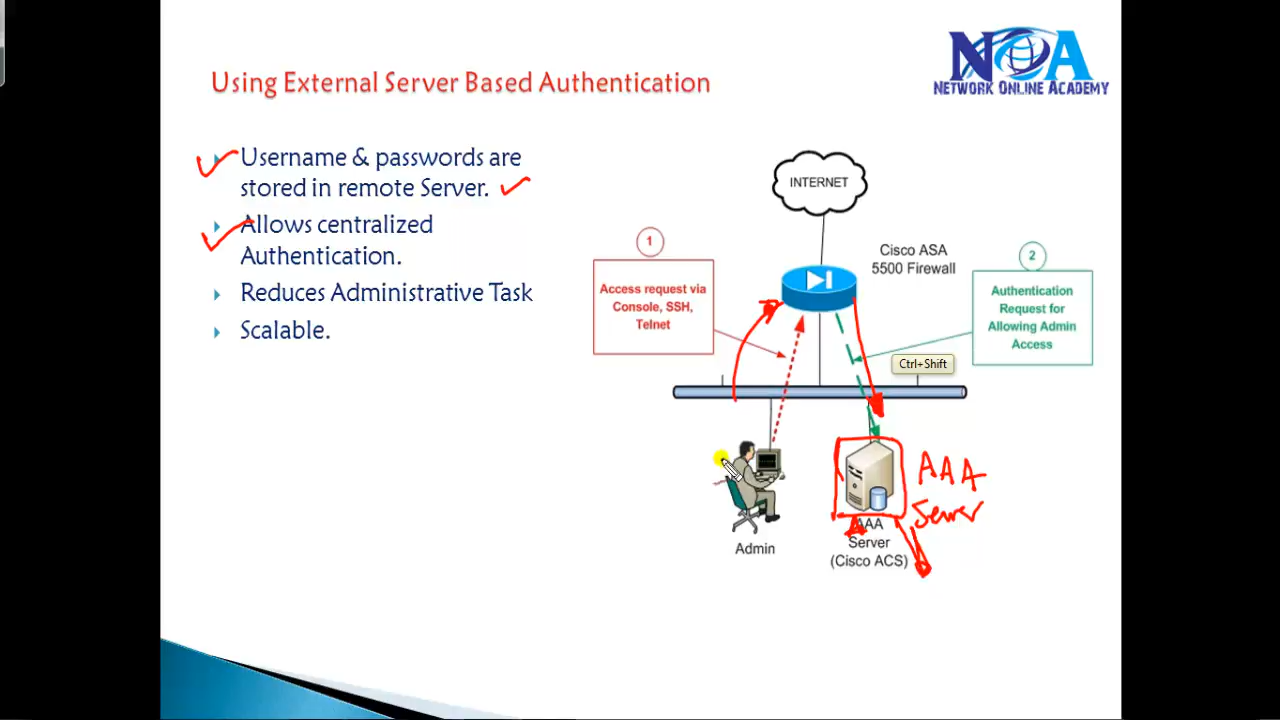 NOA
NETWORK ONLINE ACADEMY
Using External Server Based Authentication
Username & passwords are
stored in remote Server.
Allows centralized
Authentication.
Reduces Administrative Task
Scalable.
INTERNET
Cisco ASA
5500 Firewall
1
Access request via
Console, SSH,
Telnet
2
Authentication
Request for
Allowing Admin
Access
Ctrl+Shift
Admin
AAA
Server
(Cisco ACS)
AAA
Server